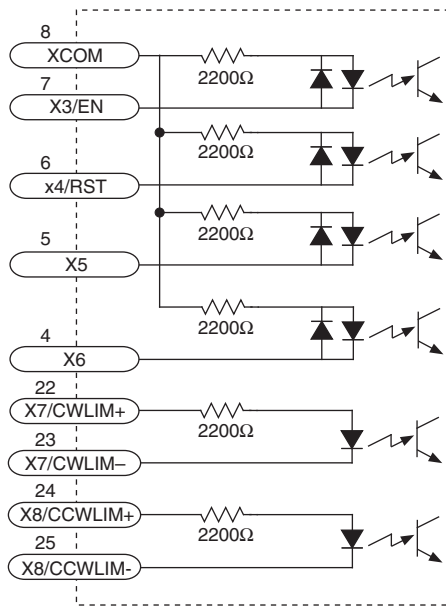 8
XCOM
2200Ω
7
X3/EN
2200Ω
6
x4/RST
2200Ω
5
X5
2200Ω
4
X6
22
X7/CWLIM+
2200Ω
23
X7/CWLIM–
24
X8/CCWLIM+
2200Ω
25
X8/CCWLIM-